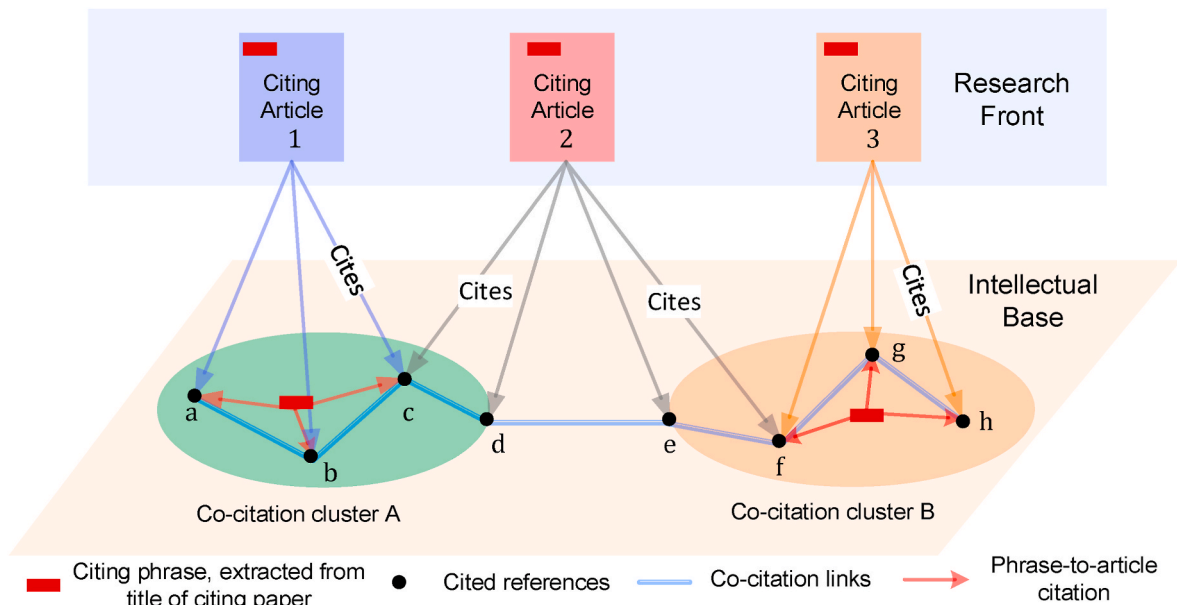 Citing
Article
1
Citing
Article
2
Citing
Article
3
Research
Front
Cites
Cites
Cites
Cites
Intellectual
Base
a
b
c
d
e
f
g
h
Co-citation cluster A
Co-citation cluster B
Citing phrase, extracted from
title of citing paper
Cited references
Co-citation links
Phrase-to-article
citation